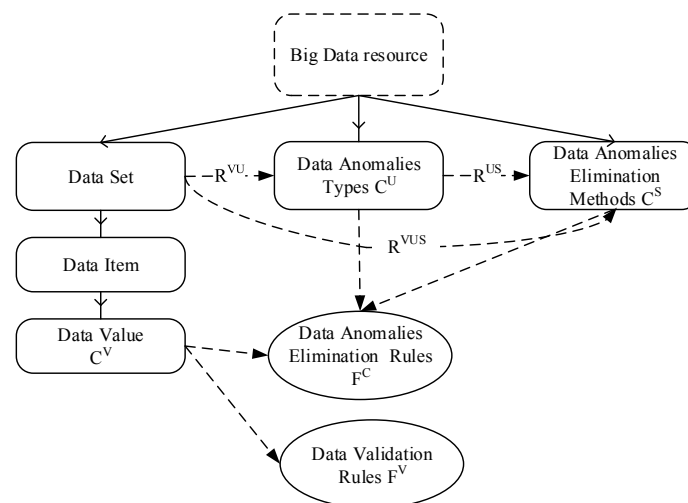 Big Data resource
Data Set
R^VU
Data Anomalies
Types C^U
R^US
Data Anomalies
Elimination
Methods C^S
R^VUS
Data Item
Data Value
C^V
Data Anomalies
Elimination Rules
F^C
Data Validation
Rules F^V